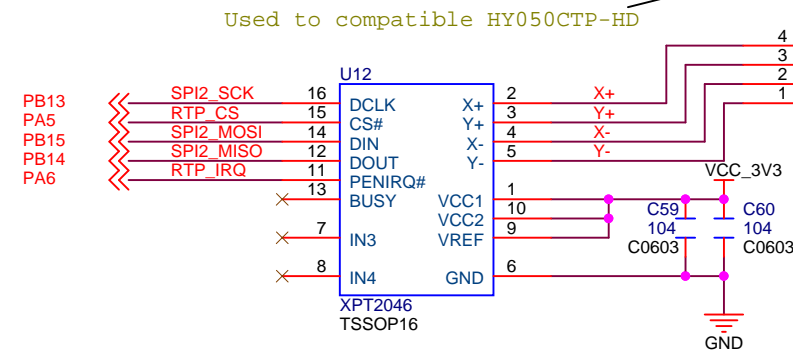 Used to compatible HY050CTP-HD
4
3
2
1
U12
PB13 SPI2_SCK 16 DCLK X+ 2 X+
PA5 RTP_CS 15 CS# Y+ 3 Y+
PB15 SPI2_MOSI 14 DIN X- 4 X-
PB14 SPI2_MISO 12 DOUT Y- 5 Y-
PA6 RTP_IRQ 11 PENIRQ#
13 BUSY VCC1 1 VCC_3V3
VCC2 10 C59 C60
7 IN3 VREF 9 104 104
C0603 C0603
8 IN4 GND 6
XPT2046
TSSOP16
GND